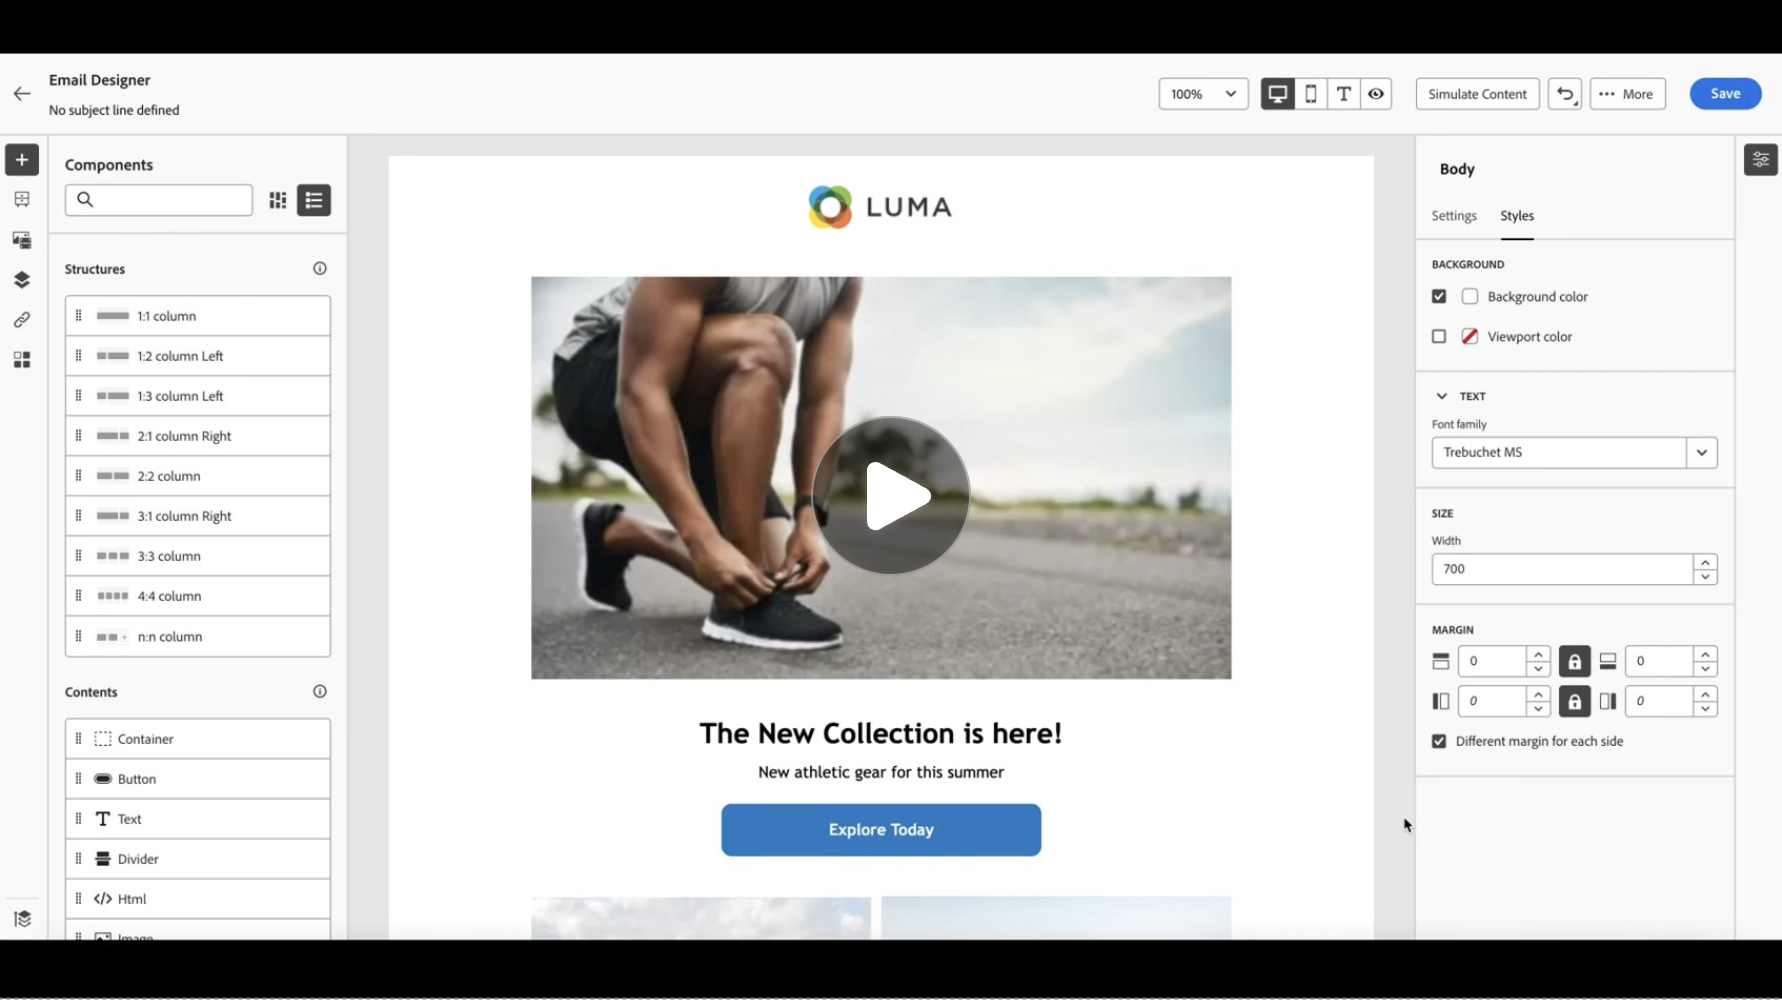 Email Designer
No subject line defined
100%
Simulate Content
More
Save
Components
Structures
1:1 column
1:2 column Left
1:3 column Left
2:1 column Right
2:2 column
3:1 column Right
3:3 column
4:4 column
n:n column
Contents
Container
Button
Text
Divider
Html
Image
LUMA
The New Collection is here!
New athletic gear for this summer
Explore Today
Body
Settings Styles
BACKGROUND
Background color
Viewport color
TEXT
Font family
Trebuchet MS
SIZE
Width
700
MARGIN
0 0
0 0
Different margin for each side